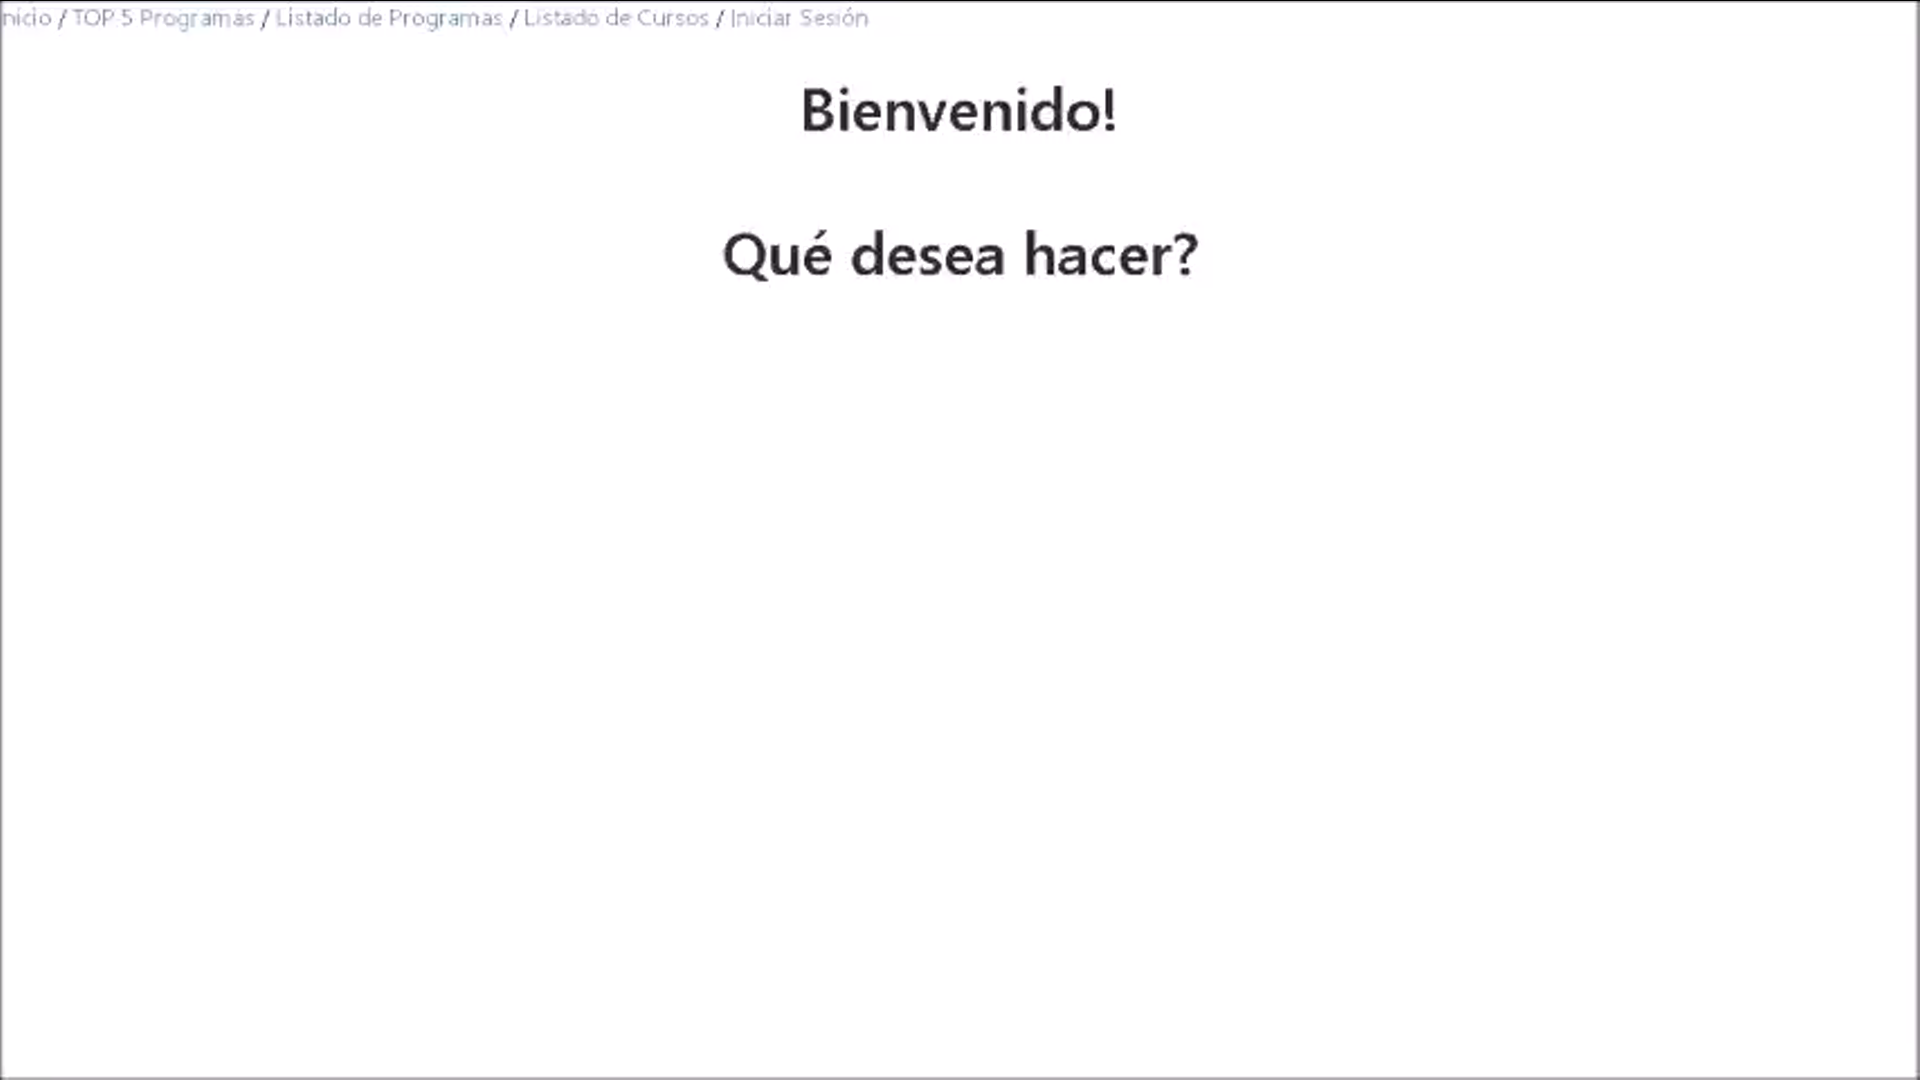 nicio / TOP 5 Programas / Listado de Programas / Listado de Cursos / Iniciar Sesión
Bienvenido!
Qué desea hacer?